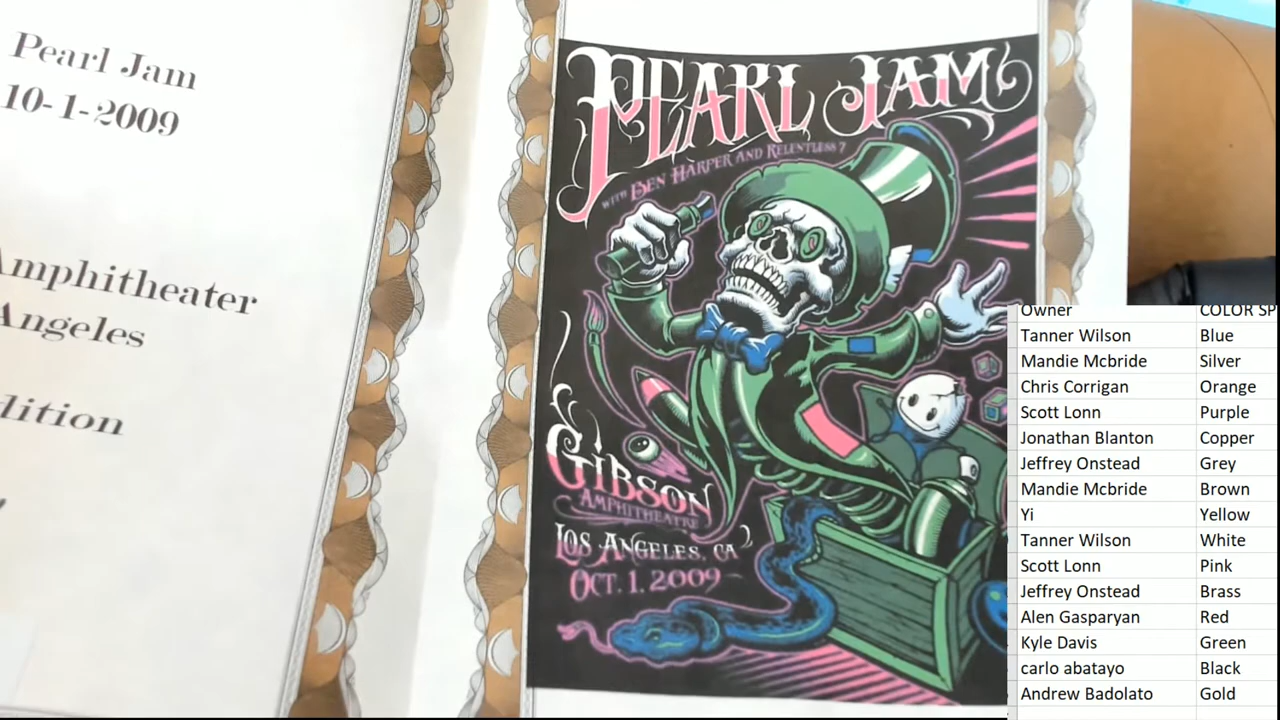 Pearl Jam
10-1-2009
Amphitheater
Angeles
PEARL JAM
WITH BEN HARPER AND RELENTLESS 7
GIBSON
AMPHITHEATRE
LOS ANGELES, CA
OCT. 1, 2009
Owner COLOR SP
Tanner Wilson Blue
Mandie Mcbride Silver
Chris Corrigan Orange
Scott Lonn Purple
Jonathan Blanton Copper
Jeffrey Onstead Grey
Mandie Mcbride Brown
Yi Yellow
Tanner Wilson White
Scott Lonn Pink
Jeffrey Onstead Brass
Alen Gasparyan Red
Kyle Davis Green
carlo abatayo Black
Andrew Badolato Gold